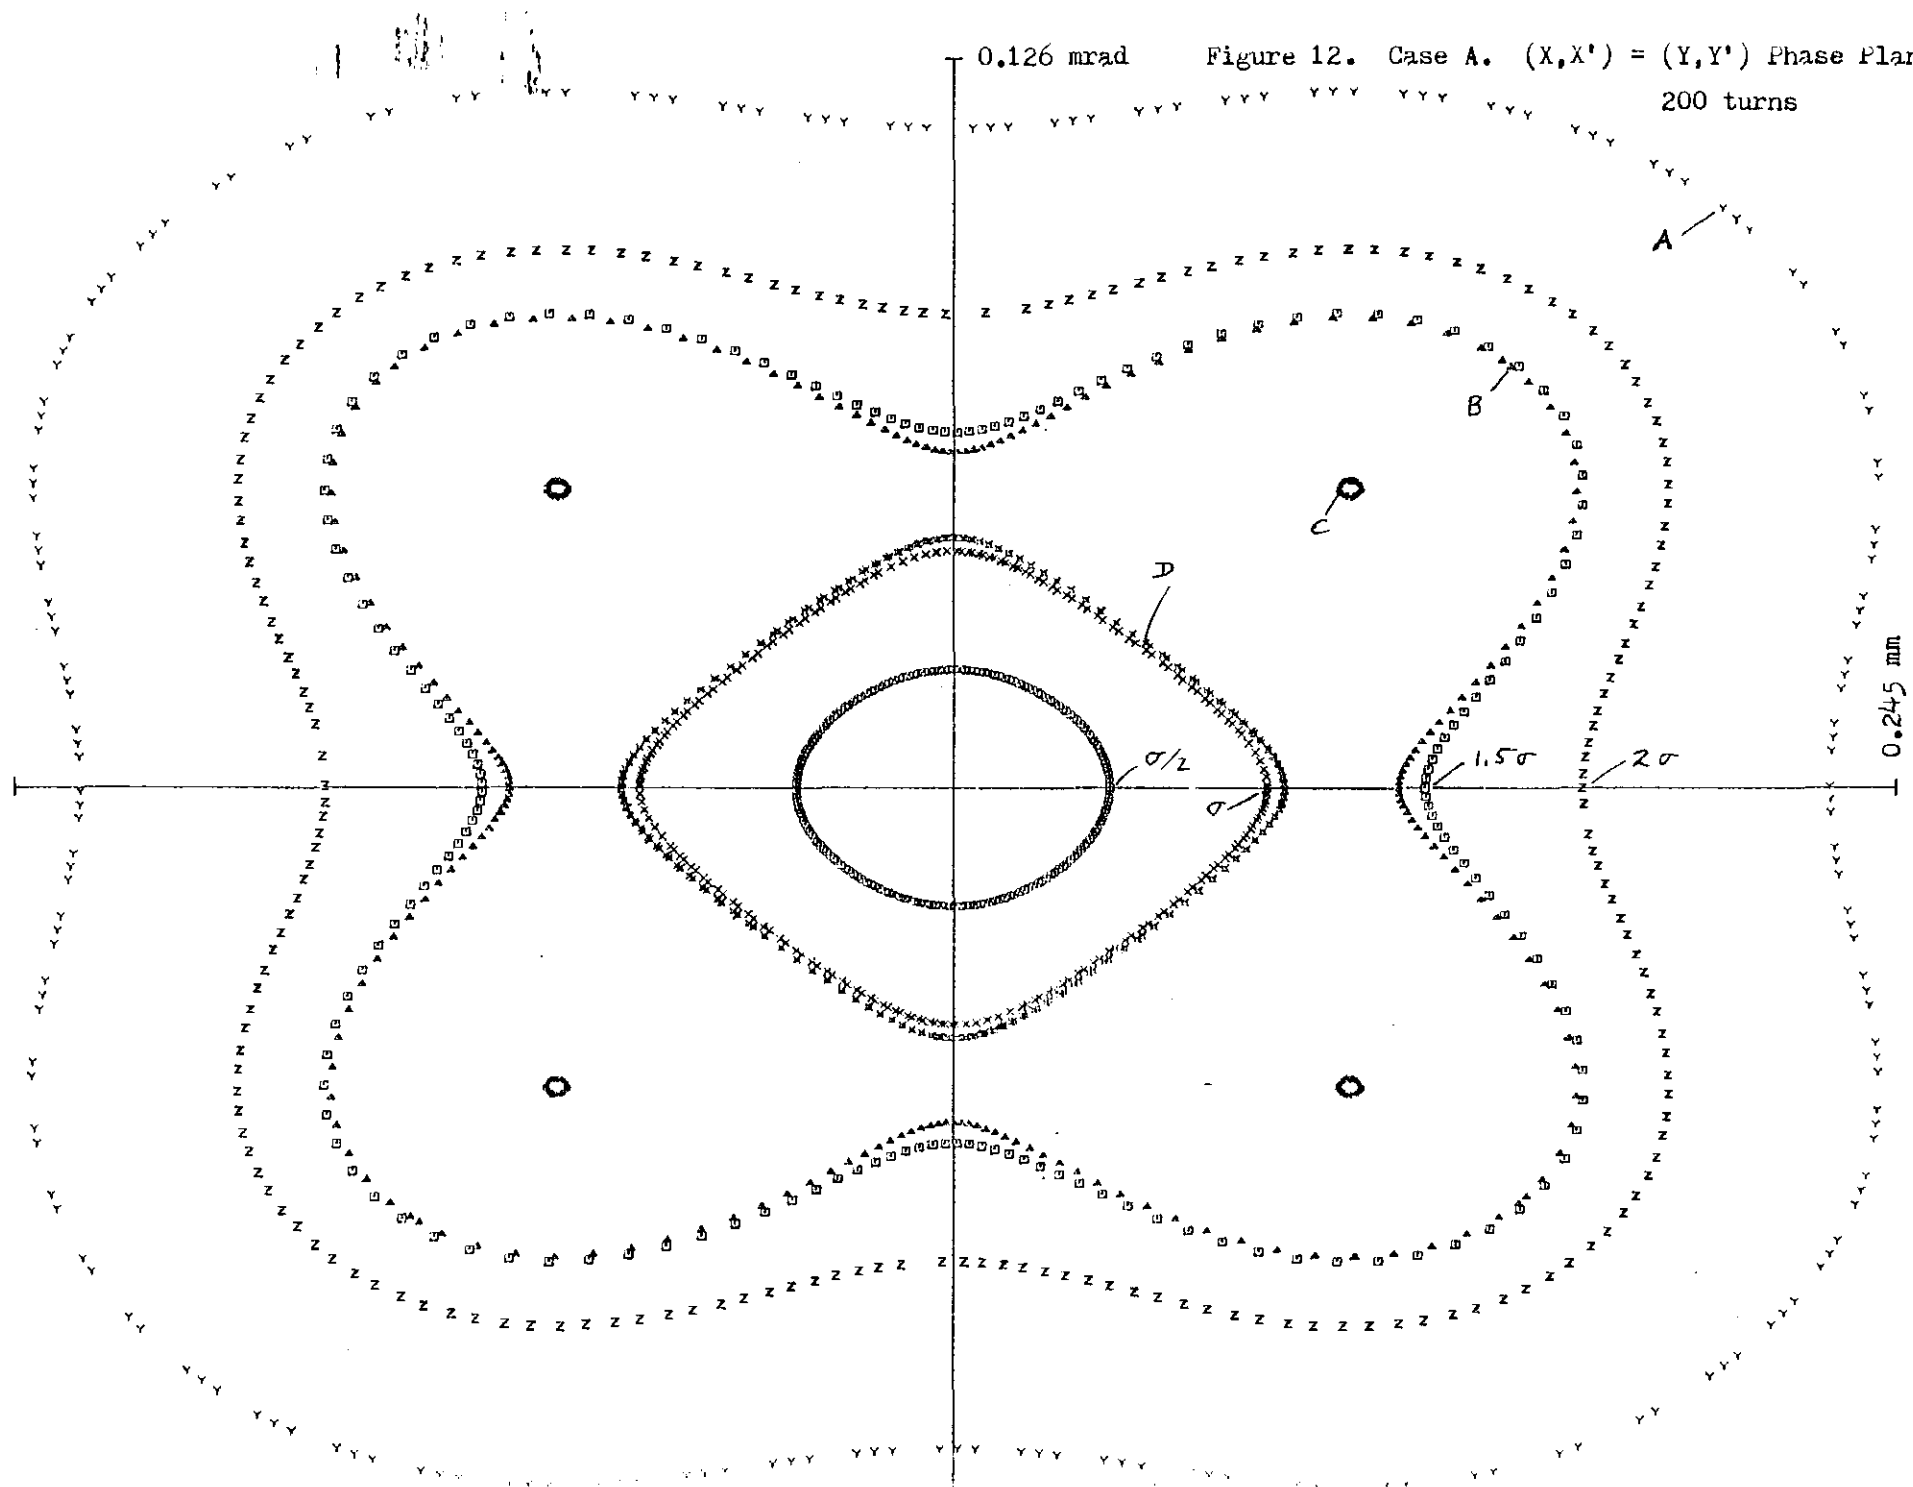 0.126 mrad
Figure 12. Case A. (X,X') = (Y,Y') Phase Plan
200 turns
A
B
C
D
0.245 mm
σ/2
1.5σ
2σ
σ